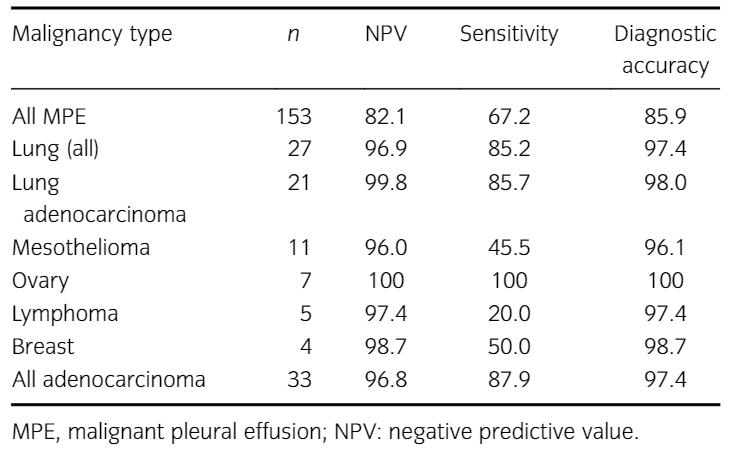 Malignancy type n NPV Sensitivity Diagnostic accuracy
All MPE 153 82.1 67.2 85.9
Lung (all) 27 96.9 85.2 97.4
Lung adenocarcinoma 21 99.8 85.7 98.0
Mesothelioma 11 96.0 45.5 96.1
Ovary 7 100 100 100
Lymphoma 5 97.4 20.0 97.4
Breast 4 98.7 50.0 98.7
All adenocarcinoma 33 96.8 87.9 97.4
MPE, malignant pleural effusion; NPV: negative predictive value.